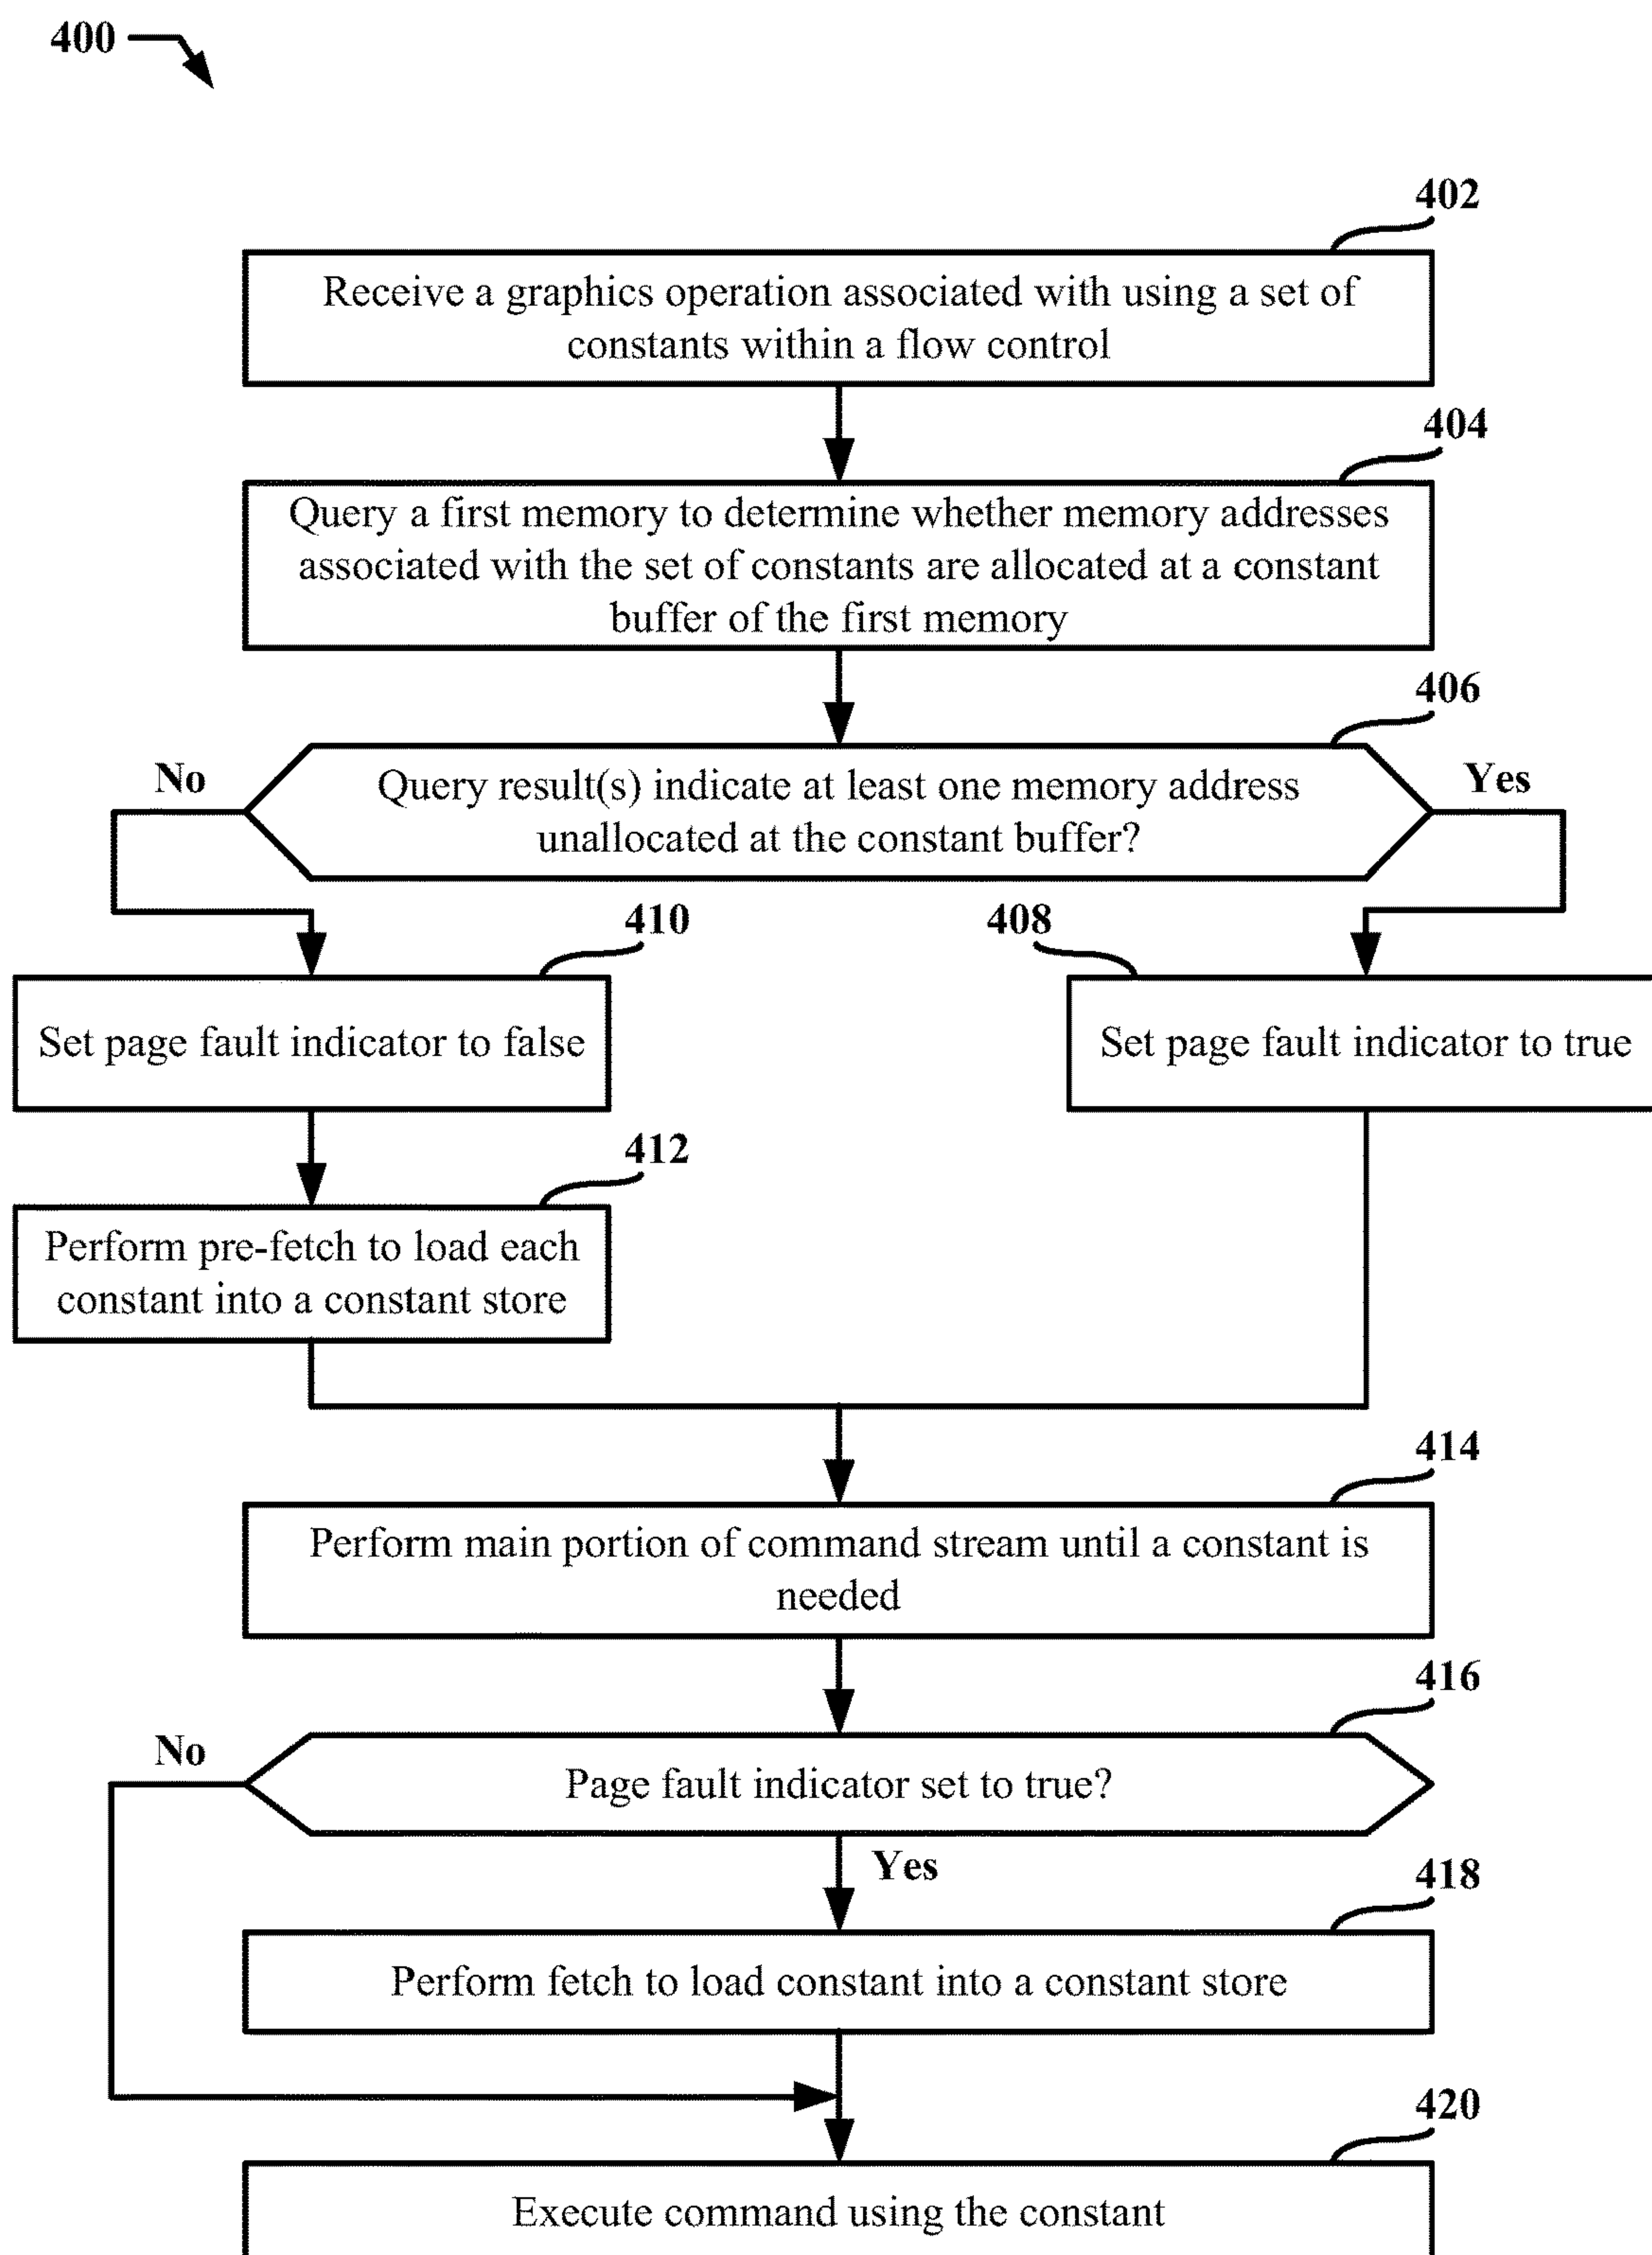 400
402
Receive a graphics operation associated with using a set of
constants within a flow control
404
Query a first memory to determine whether memory addresses
associated with the set of constants are allocated at a constant
buffer of the first memory
406
No
Query result(s) indicate at least one memory address
unallocated at the constant buffer?
Yes
410
408
Set page fault indicator to false
Set page fault indicator to true
412
Perform pre-fetch to load each
constant into a constant store
414
Perform main portion of command stream until a constant is
needed
416
No
Page fault indicator set to true?
Yes
418
Perform fetch to load constant into a constant store
420
Execute command using the constant